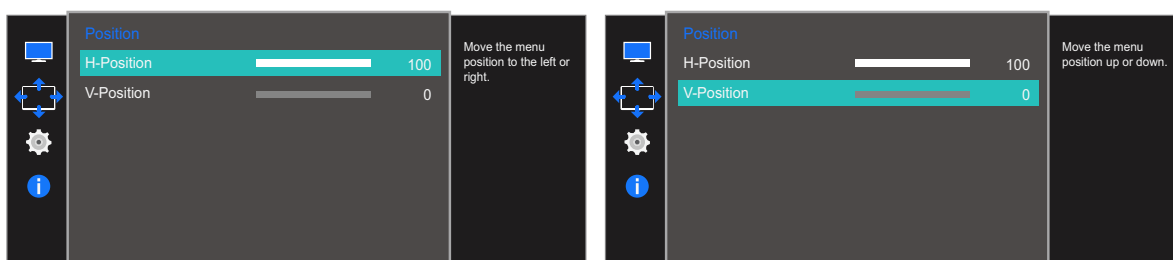 Position
H-Position 100
V-Position 0
Move the menu
position to the left or
right.
Position
H-Position 100
V-Position 0
Move the menu
position up or down.